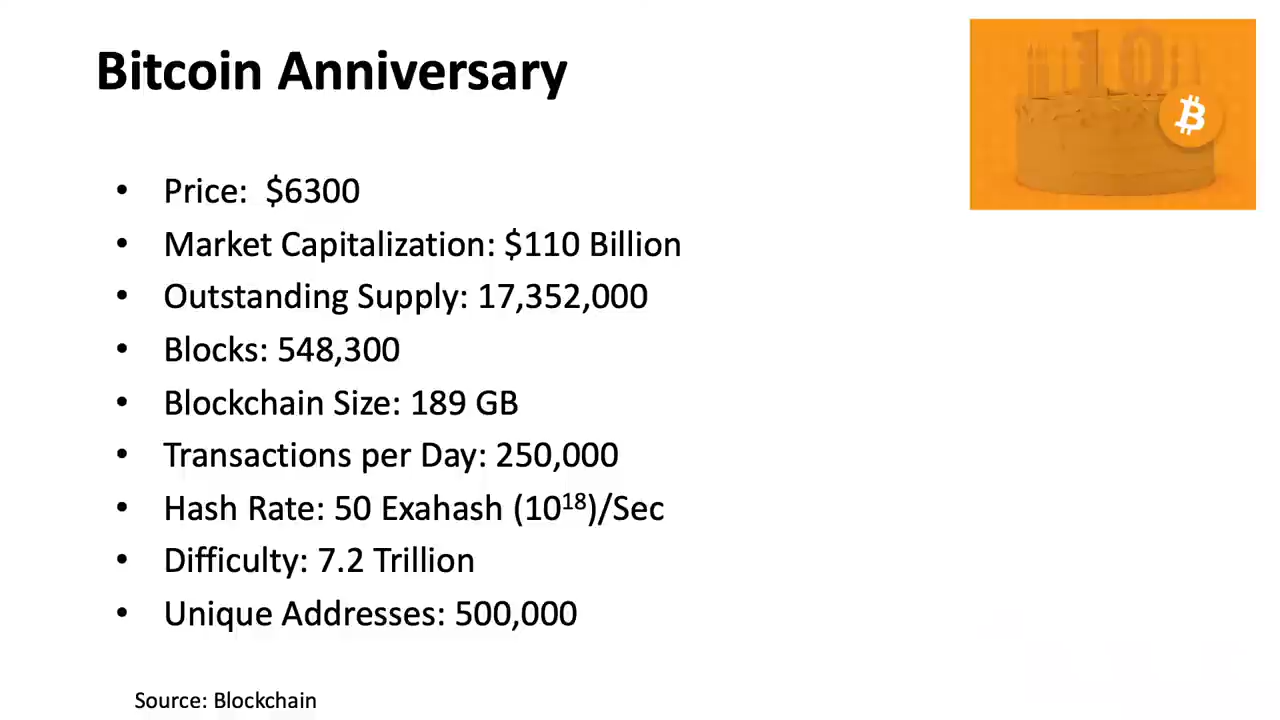 Bitcoin Anniversary
10
• Price: $6300
• Market Capitalization: $110 Billion
• Outstanding Supply: 17,352,000
• Blocks: 548,300
• Blockchain Size: 189 GB
• Transactions per Day: 250,000
• Hash Rate: 50 Exahash (10¹⁸)/Sec
• Difficulty: 7.2 Trillion
• Unique Addresses: 500,000
Source: Blockchain